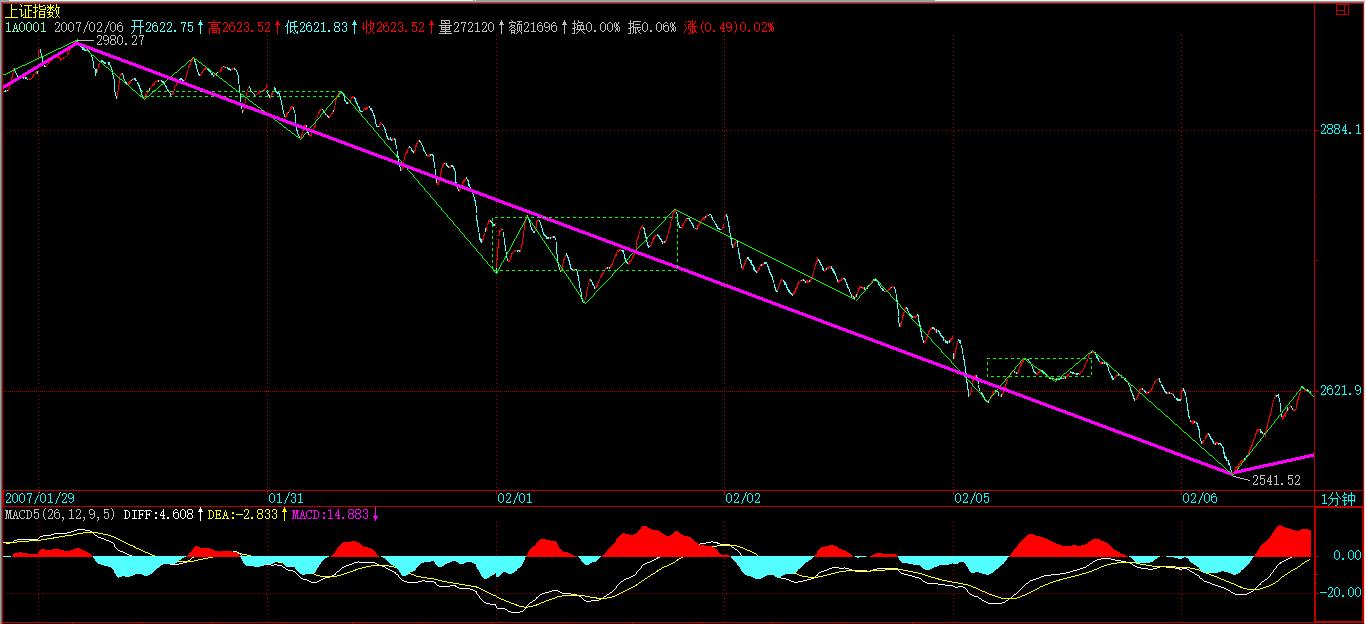 上证指数
1A0001 2007/02/06 开2622.75↑高2623.52↑低2621.83↑收2623.52↑量272120↑额21696↑换0.00% 振0.06% 涨(0.49)0.02%
2980.27
2884.1
2621.9
2541.52
2007/01/29 01/31 02/01 02/02 02/05 02/06 1分钟
MACD5(26,12,9,5) DIFF:4.608↑DEA:-2.833↑MACD:14.883↓
0.00
-20.00